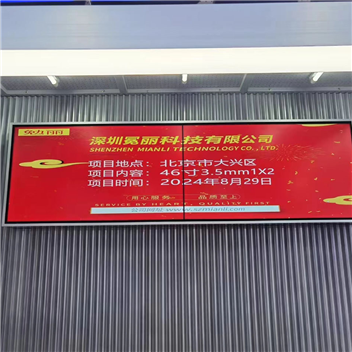 深圳冕丽科技有限公司
SHENZHEN MIANLI TECHNOLOGY CO.,LTD.
项目地点：北京市大兴区
项目内容：46寸3.5mm1X2
项目时间：2024年8月29日
用心服务 品质至上
SERVICE BY HEART, QUALITY FIRST